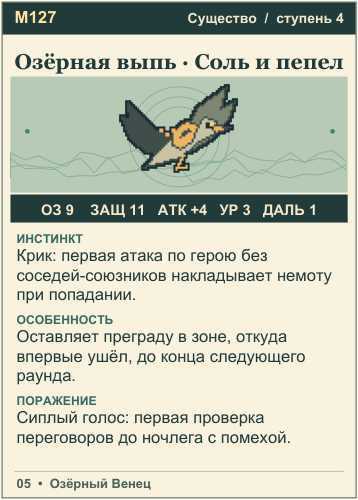 M127
Существо / ступень 4
Озёрная выпь · Соль и пепел
ОЗ 9 ЗАЩ 11 АТК +4 УР 3 ДАЛЬ 1
ИНСТИНКТ
Крик: первая атака по герою без
соседей-союзников накладывает немоту
при попадании.
ОСОБЕННОСТЬ
Оставляет преграду в зоне, откуда
впервые ушёл, до конца следующего
раунда.
ПОРАЖЕНИЕ
Сиплый голос: первая проверка
переговоров до ночлега с помехой.
05 • Озёрный Венец